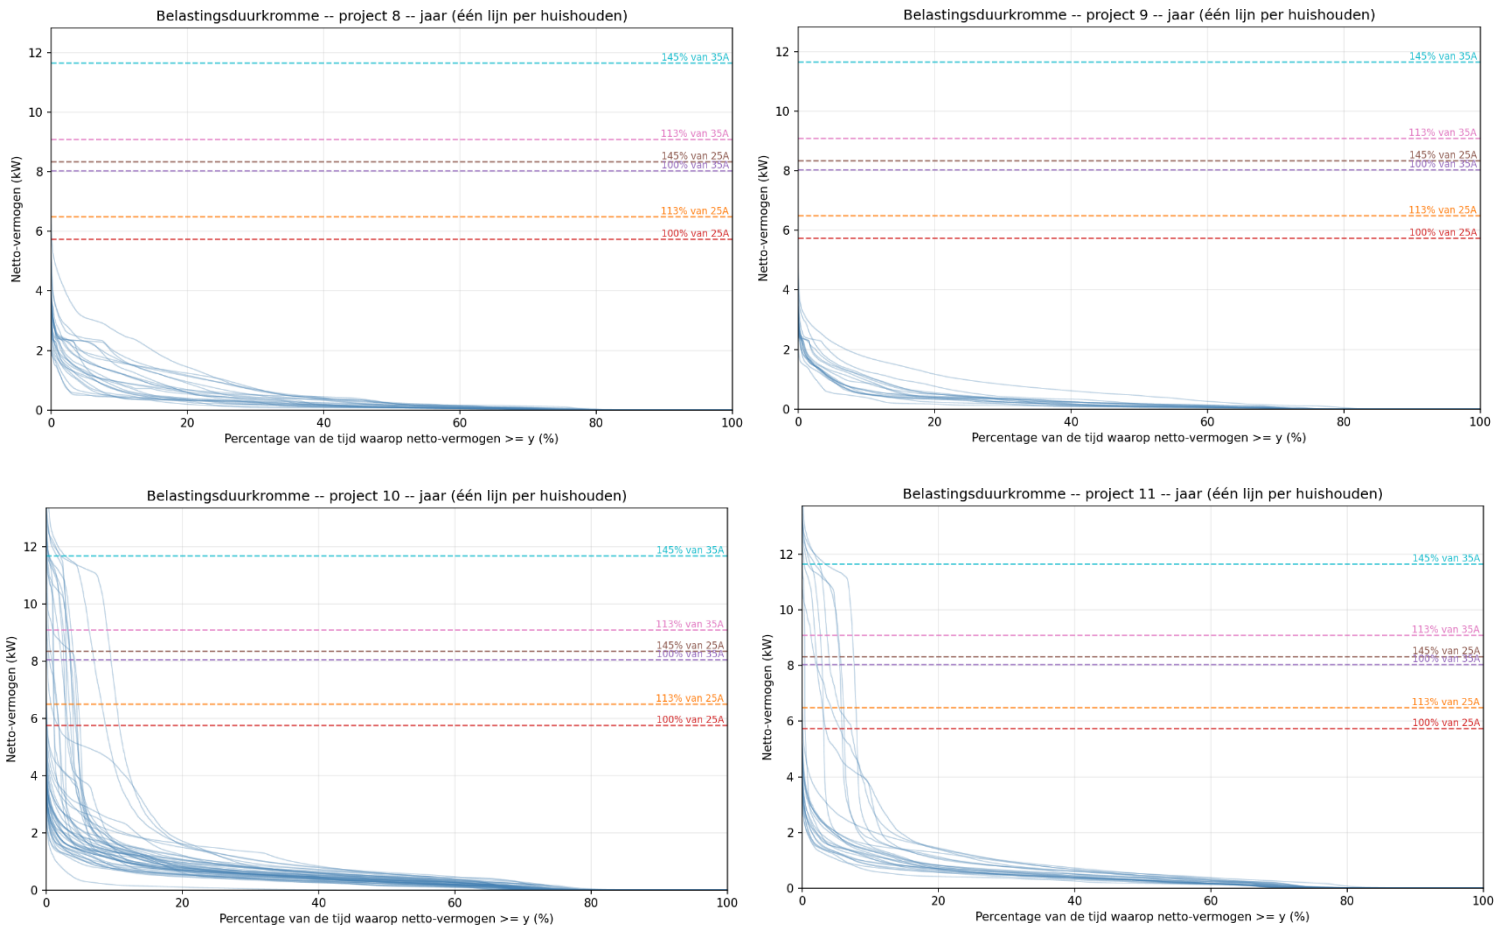 Belastingsduurkromme -- project 8 -- jaar (één lijn per huishouden)
Netto-vermogen (kW)
12
10
8
6
4
2
0
145% van 35A
113% van 35A
145% van 25A
100% van 35A
113% van 25A
100% van 25A
0 20 40 60 80 100
Percentage van de tijd waarop netto-vermogen >= y (%)
Belastingsduurkromme -- project 9 -- jaar (één lijn per huishouden)
Netto-vermogen (kW)
12
10
8
6
4
2
0
145% van 35A
113% van 35A
145% van 25A
100% van 35A
113% van 25A
100% van 25A
0 20 40 60 80 100
Percentage van de tijd waarop netto-vermogen >= y (%)
Belastingsduurkromme -- project 10 -- jaar (één lijn per huishouden)
Netto-vermogen (kW)
12
10
8
6
4
2
0
145% van 35A
113% van 35A
145% van 25A
100% van 35A
113% van 25A
100% van 25A
0 20 40 60 80 100
Percentage van de tijd waarop netto-vermogen >= y (%)
Belastingsduurkromme -- project 11 -- jaar (één lijn per huishouden)
Netto-vermogen (kW)
12
10
8
6
4
2
0
145% van 35A
113% van 35A
145% van 25A
100% van 35A
113% van 25A
100% van 25A
0 20 40 60 80 100
Percentage van de tijd waarop netto-vermogen >= y (%)